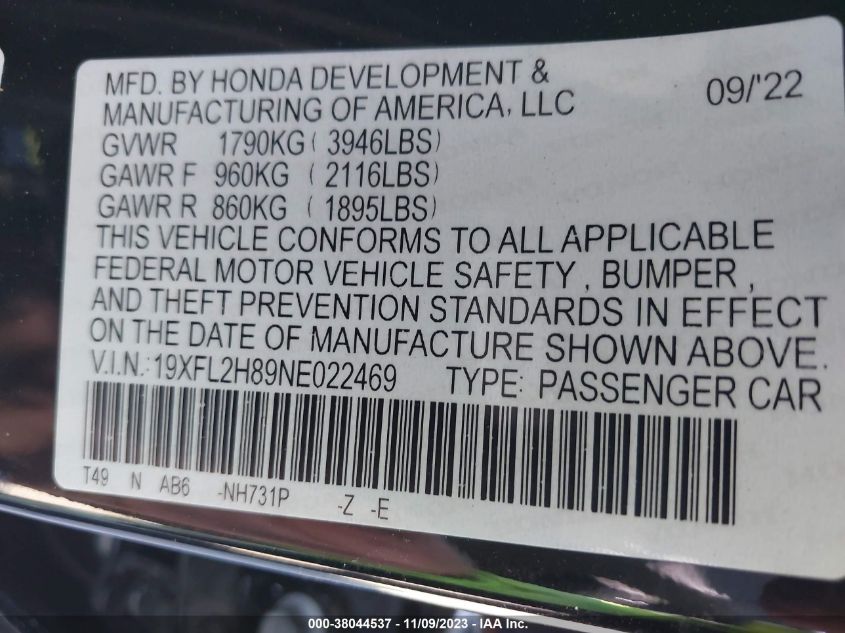 MFD. BY HONDA DEVELOPMENT &
MANUFACTURING OF AMERICA, LLC 09/'22
GVWR 1790KG ( 3946LBS)
GAWR F 960KG ( 2116LBS)
GAWR R 860KG ( 1895LBS)
THIS VEHICLE CONFORMS TO ALL APPLICABLE
FEDERAL MOTOR VEHICLE SAFETY , BUMPER ,
AND THEFT PREVENTION STANDARDS IN EFFECT
ON THE DATE OF MANUFACTURE SHOWN ABOVE.
V.I.N.: 19XFL2H89NE022469 TYPE: PASSENGER CAR
T49 N AB6 -NH731P -Z -E
000-38044537 - 11/09/2023 - IAA Inc.